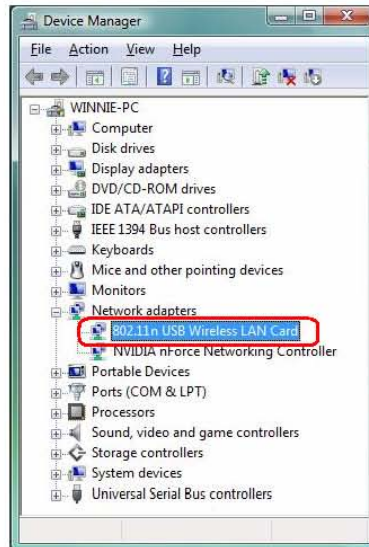 Device Manager
File Action View Help
WINNIE-PC
Computer
Disk drives
Display adapters
DVD/CD-ROM drives
IDE ATA/ATAPI controllers
IEEE 1394 Bus host controllers
Keyboards
Mice and other pointing devices
Monitors
Network adapters
802.11n USB Wireless LAN Card
NVIDIA nForce Networking Controller
Portable Devices
Ports (COM & LPT)
Processors
Sound, video and game controllers
Storage controllers
System devices
Universal Serial Bus controllers